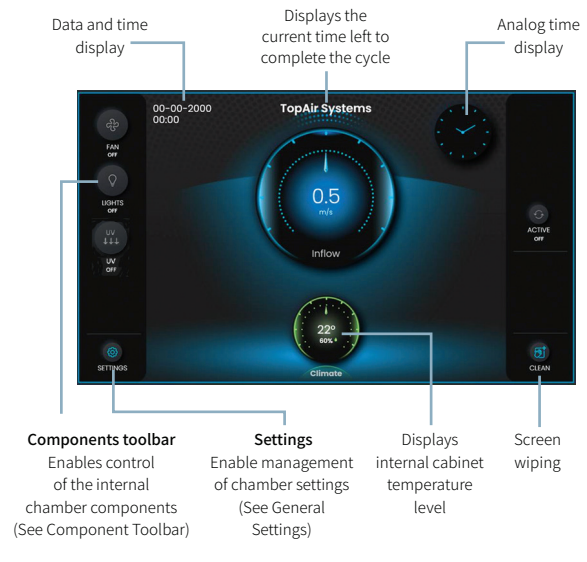 Data and time
display
Displays the
current time left to
complete the cycle
Analog time
display
00-00-2000
00:00
TopAir Systems
FAN
OFF
LIGHTS
OFF
UV
UV
OFF
0.5
m/s
Inflow
ACTIVE
OFF
22°
60%
Climate
SETTINGS
CLEAN
Components toolbar
Enables control
of the internal
chamber components
(See Component Toolbar)
Settings
Enable management
of chamber settings
(See General
Settings)
Displays
internal cabinet
temperature
level
Screen
wiping